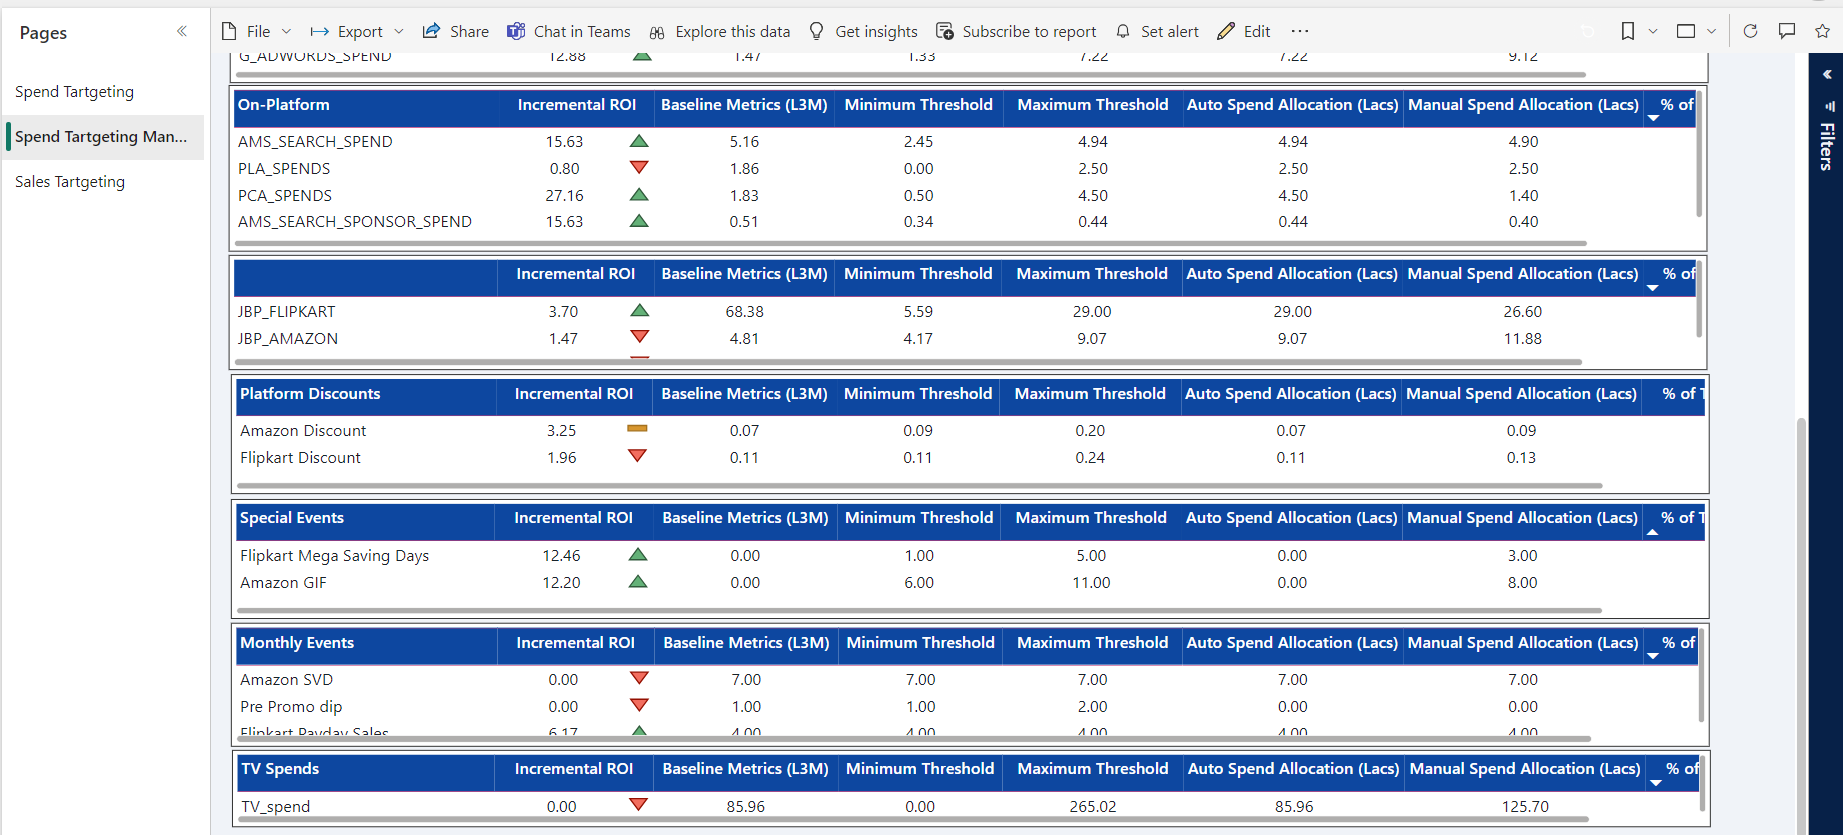 Pages
File Export Share Chat in Teams Explore this data Get insights Subscribe to report Set alert Edit
Spend Tartgeting
Spend Tartgeting Man...
Sales Tartgeting
Filters
G_ADWORDS_SPEND 12.88 1.47 1.33 7.22 7.22 9.12
On-Platform Incremental ROI Baseline Metrics (L3M) Minimum Threshold Maximum Threshold Auto Spend Allocation (Lacs) Manual Spend Allocation (Lacs) % of
AMS_SEARCH_SPEND 15.63 5.16 2.45 4.94 4.94 4.90
PLA_SPENDS 0.80 1.86 0.00 2.50 2.50 2.50
PCA_SPENDS 27.16 1.83 0.50 4.50 4.50 1.40
AMS_SEARCH_SPONSOR_SPEND 15.63 0.51 0.34 0.44 0.44 0.40
Incremental ROI Baseline Metrics (L3M) Minimum Threshold Maximum Threshold Auto Spend Allocation (Lacs) Manual Spend Allocation (Lacs) % of
JBP_FLIPKART 3.70 68.38 5.59 29.00 29.00 26.60
JBP_AMAZON 1.47 4.81 4.17 9.07 9.07 11.88
Platform Discounts Incremental ROI Baseline Metrics (L3M) Minimum Threshold Maximum Threshold Auto Spend Allocation (Lacs) Manual Spend Allocation (Lacs) % of T
Amazon Discount 3.25 0.07 0.09 0.20 0.07 0.09
Flipkart Discount 1.96 0.11 0.11 0.24 0.11 0.13
Special Events Incremental ROI Baseline Metrics (L3M) Minimum Threshold Maximum Threshold Auto Spend Allocation (Lacs) Manual Spend Allocation (Lacs) % of T
Flipkart Mega Saving Days 12.46 0.00 1.00 5.00 0.00 3.00
Amazon GIF 12.20 0.00 6.00 11.00 0.00 8.00
Monthly Events Incremental ROI Baseline Metrics (L3M) Minimum Threshold Maximum Threshold Auto Spend Allocation (Lacs) Manual Spend Allocation (Lacs) % of
Amazon SVD 0.00 7.00 7.00 7.00 7.00 7.00
Pre Promo dip 0.00 1.00 1.00 2.00 0.00 0.00
Flipkart Payday Sales 6.17 4.00 4.00 4.00 4.00 4.00
TV Spends Incremental ROI Baseline Metrics (L3M) Minimum Threshold Maximum Threshold Auto Spend Allocation (Lacs) Manual Spend Allocation (Lacs) % of
TV_spend 0.00 85.96 0.00 265.02 85.96 125.70